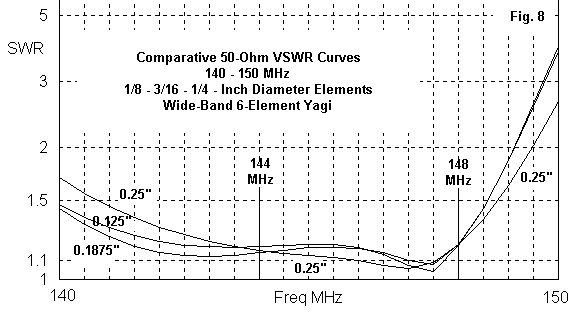 5
Fig. 8
SWR
Comparative 50-Ohm VSWR Curves
140 - 150 MHz
1/8 - 3/16 - 1/4 - Inch Diameter Elements
Wide-Band 6-Element Yagi
3
2
144
MHz
148
MHz
0.25"
0.25"
1.5
0.125"
0.1875"
0.25"
1.1
1
140
Freq MHz
150